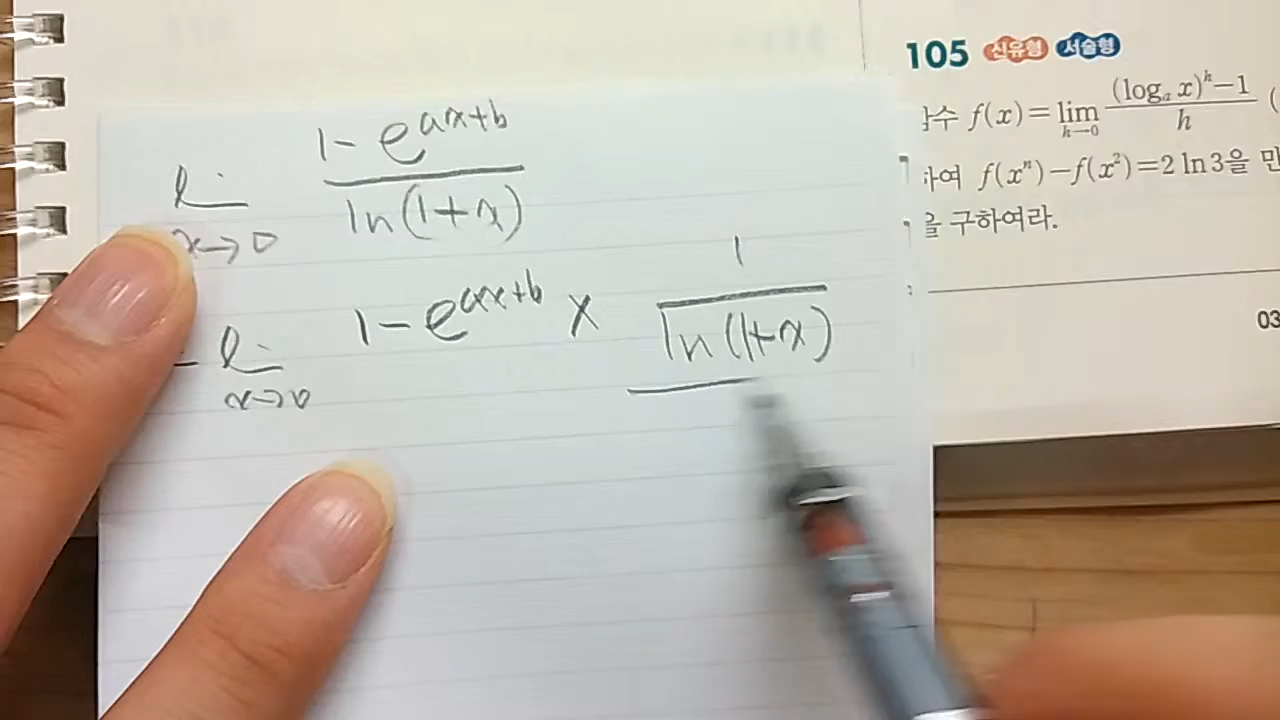 lim x→0 (1 - e^{ax+b}) / ln(1+x)
= lim x→0 1 - e^{ax+b} × 1 / ln(1+x)
105 신유형 서술형
수 f(x) = lim h→0 ((log_a x)^h - 1) / h (
하여 f(x^n) - f(x^2) = 2 ln 3을 만
을 구하여라.
03